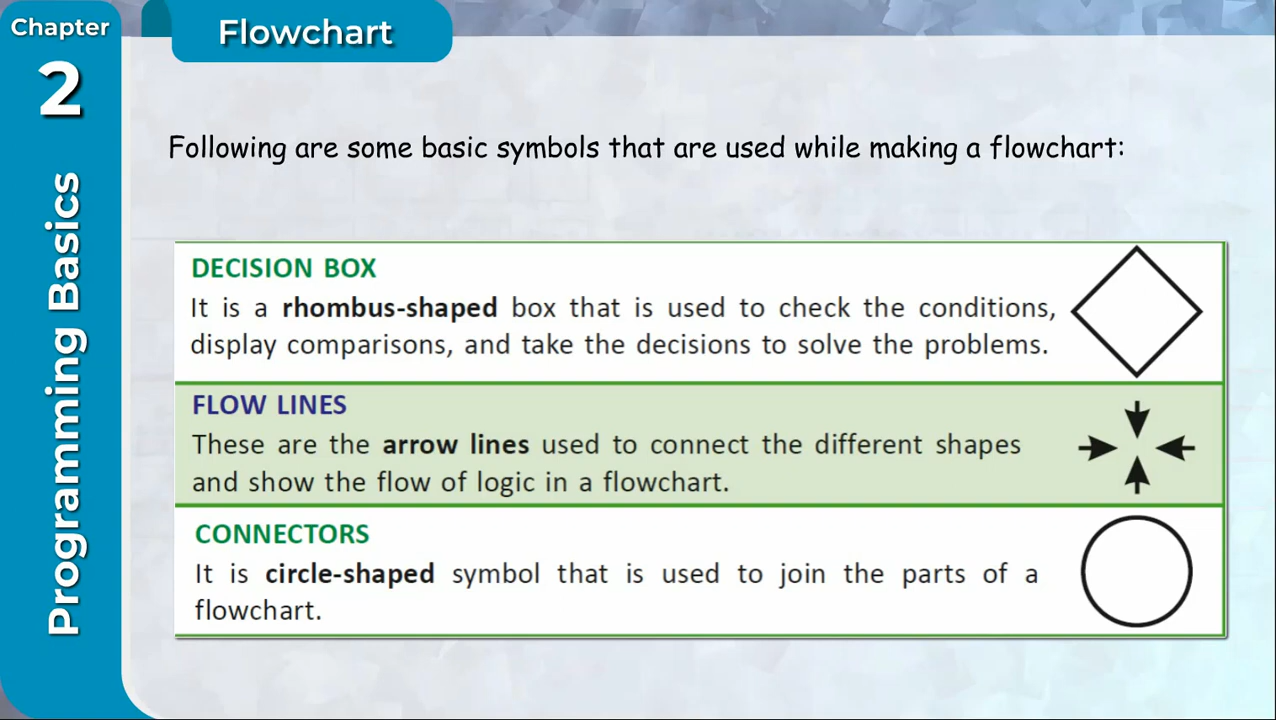 Chapter
2
Programming Basics
Flowchart
Following are some basic symbols that are used while making a flowchart:
DECISION BOX
It is a rhombus-shaped box that is used to check the conditions,
display comparisons, and take the decisions to solve the problems.
FLOW LINES
These are the arrow lines used to connect the different shapes
and show the flow of logic in a flowchart.
CONNECTORS
It is circle-shaped symbol that is used to join the parts of a
flowchart.